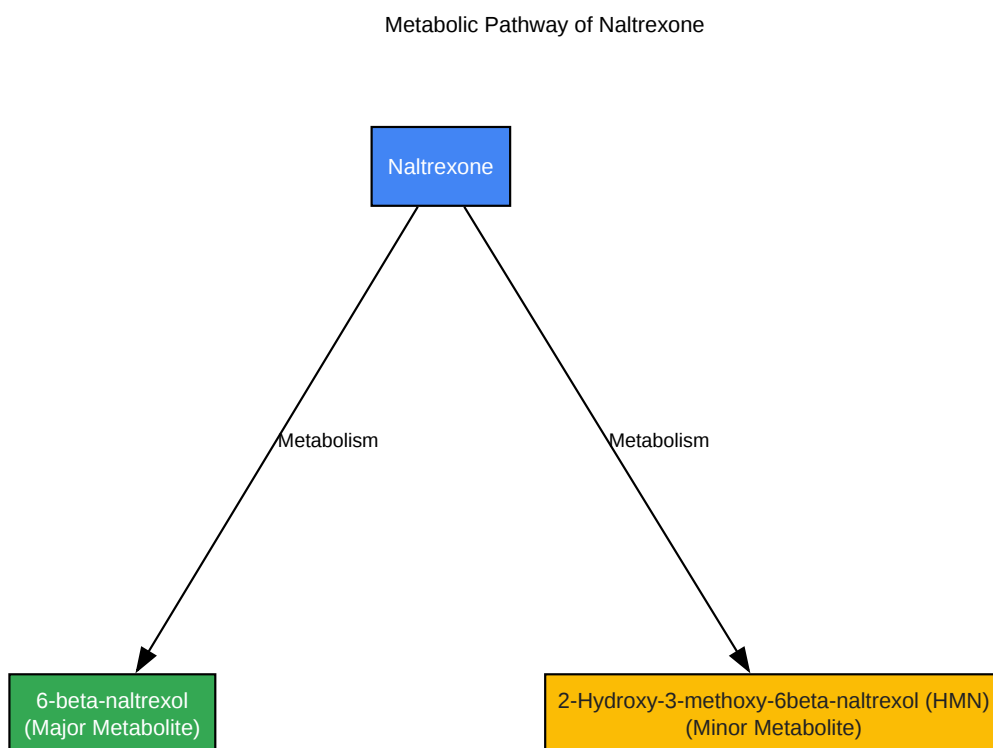 Metabolic Pathway of Naltrexone
Naltrexone
Metabolism
Metabolism
6-beta-naltrexol
(Major Metabolite)
2-Hydroxy-3-methoxy-6beta-naltrexol (HMN)
(Minor Metabolite)